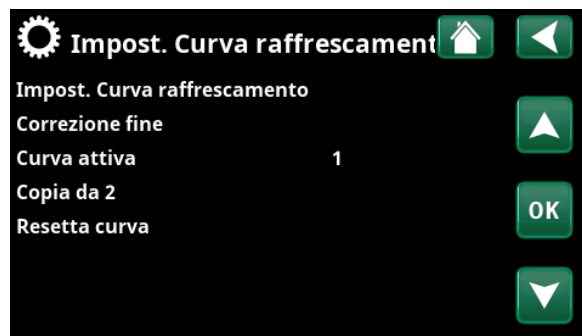 Impost. Curva raffrescament
Impost. Curva raffrescamento
Correzione fine
Curva attiva 1
Copia da 2
OK
Resetta curva